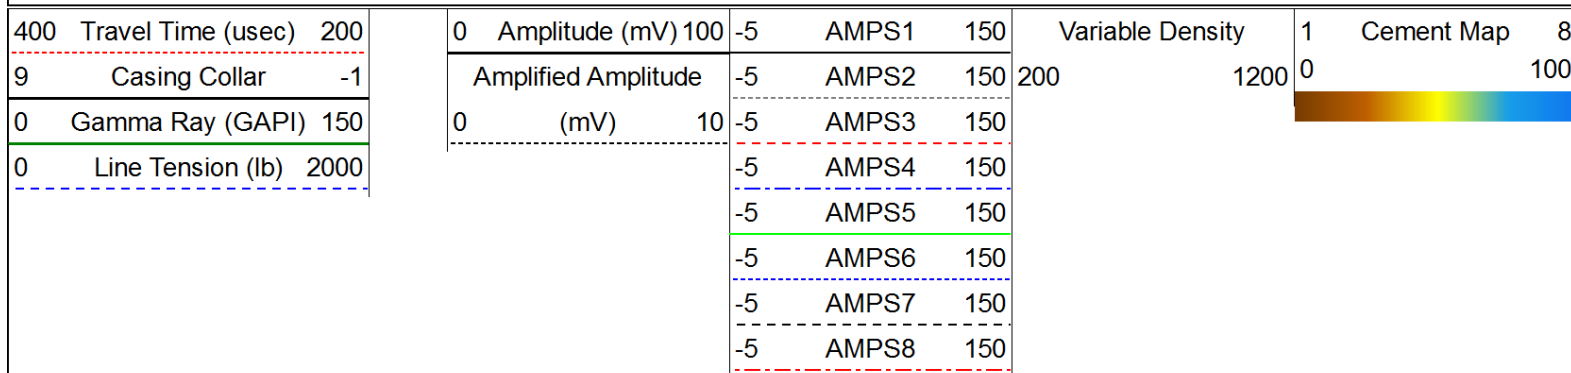 400 Travel Time (usec) 200
9 Casing Collar -1
0 Gamma Ray (GAPI) 150
0 Line Tension (lb) 2000
0 Amplitude (mV) 100
Amplified Amplitude
0 (mV) 10
-5 AMPS1 150
-5 AMPS2 150
-5 AMPS3 150
-5 AMPS4 150
-5 AMPS5 150
-5 AMPS6 150
-5 AMPS7 150
-5 AMPS8 150
Variable Density
200 1200
1 Cement Map 8
0 100